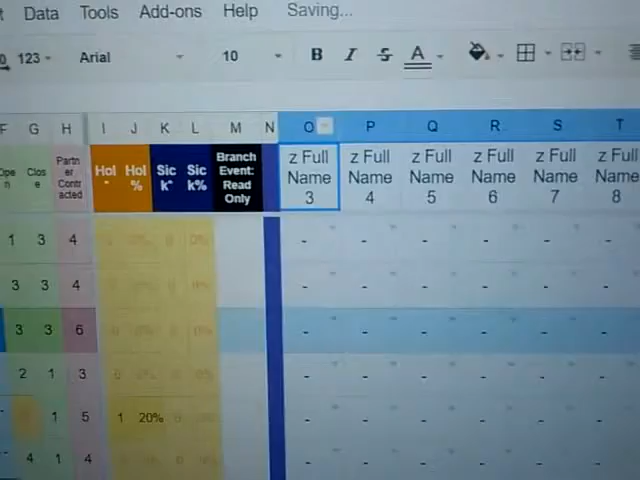 Data Tools Add-ons Help Saving...
123 Arial 10 B I S A
F G H I J K L M N O P Q R S T
Ope n Clos e Partn er Contr acted Hol * Hol % Sic k* Sic k% Branch Event: Read Only z Full Name 3 z Full Name 4 z Full Name 5 z Full Name 6 z Full Name 7 z Full Name 8
1 3 4 - - - - - -
3 3 4 - - - - - -
3 3 6 - - - - - -
2 1 3 - - - - - -
- 1 5 1 20% - - - - - -
4 1 4 - - - - - -